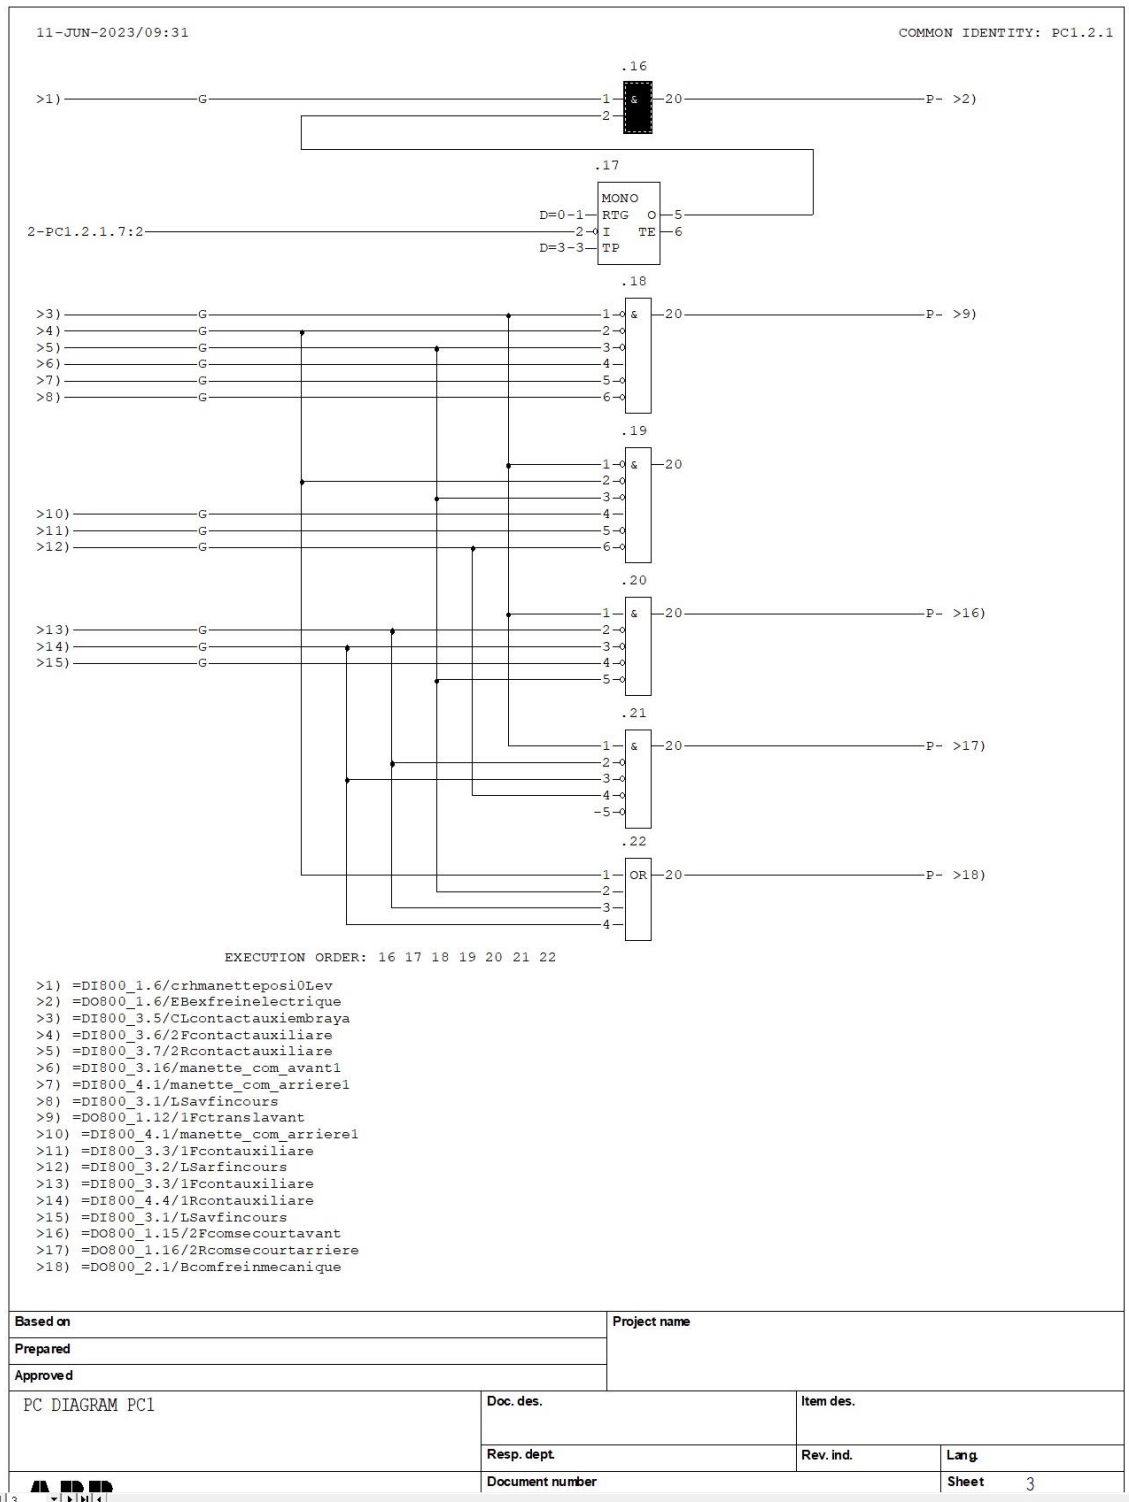 11-JUN-2023/09:31 COMMON IDENTITY: PC1.2.1
.16
>1) G 1 & 20 P- >2)
2
.17
MONO
D=0-1 RTG O 5
2-PC1.2.1.7:2 2 I TE 6
D=3-3 TP
.18
>3) G 1 & 20 P- >9)
>4) G 2
>5) G 3
>6) G 4
>7) G 5
>8) G 6
.19
1 & 20
2
3
>10) G 4
>11) G 5
>12) G 6
.20
1 & 20 P- >16)
>13) G 2
>14) G 3
>15) G 4
5
.21
1 & 20 P- >17)
2
3
4
-5
.22
1 OR 20 P- >18)
2
3
4
EXECUTION ORDER: 16 17 18 19 20 21 22
>1) =DI800_1.6/crhmanetteposi0Lev
>2) =DO800_1.6/EBexfreinelectrique
>3) =DI800_3.5/CLcontactauxiembraya
>4) =DI800_3.6/2Fcontactauxiliare
>5) =DI800_3.7/2Rcontactauxiliare
>6) =DI800_3.16/manette_com_avant1
>7) =DI800_4.1/manette_com_arriere1
>8) =DI800_3.1/LSavfincours
>9) =DO800_1.12/1Fctranslavant
>10) =DI800_4.1/manette_com_arriere1
>11) =DI800_3.3/1Fcontauxiliare
>12) =DI800_3.2/LSarfincours
>13) =DI800_3.3/1Fcontauxiliare
>14) =DI800_4.4/1Rcontauxiliare
>15) =DI800_3.1/LSavfincours
>16) =DO800_1.15/2Fcomsecourtavant
>17) =DO800_1.16/2Rcomsecourtarriere
>18) =DO800_2.1/Bcomfreinmecanique
Based on Project name
Prepared
Approved
PC DIAGRAM PC1 Doc. des. Item des.
Resp. dept. Rev. ind. Lang.
ABB Document number Sheet 3
3